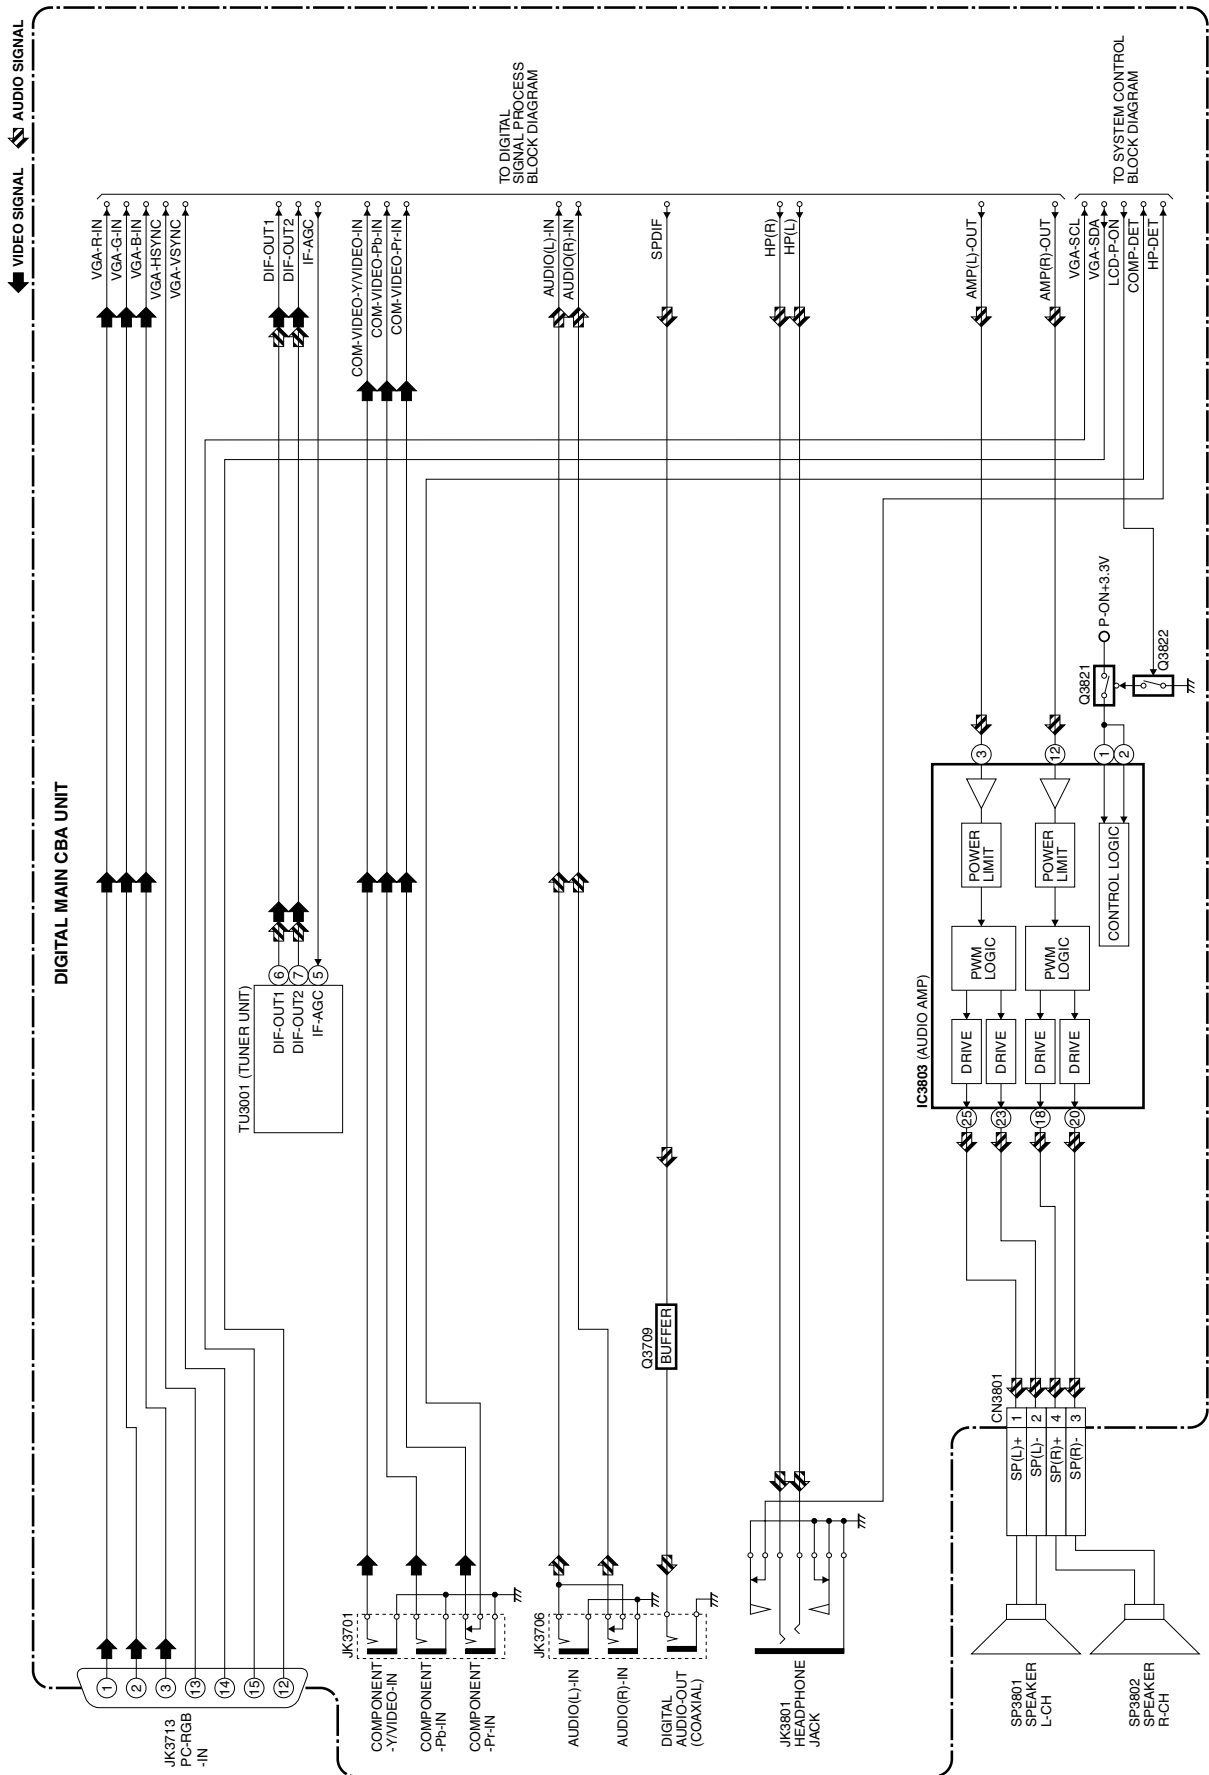 VIDEO SIGNAL
AUDIO SIGNAL
DIGITAL MAIN CBA UNIT
JK3713
PC-RGB
-IN
1
2
3
13
14
15
12
VGA-R-IN
VGA-G-IN
VGA-B-IN
VGA-HSYNC
VGA-VSYNC
TU3001 (TUNER UNIT)
DIF-OUT1
DIF-OUT2
IF-AGC
6
7
5
DIF-OUT1
DIF-OUT2
IF-AGC
JK3701
COMPONENT
-Y/VIDEO-IN
COMPONENT
-Pb-IN
COMPONENT
-Pr-IN
COM-VIDEO-Y/VIDEO-IN
COM-VIDEO-Pb-IN
COM-VIDEO-Pr-IN
TO DIGITAL
SIGNAL PROCESS
BLOCK DIAGRAM
JK3706
AUDIO(L)-IN
AUDIO(R)-IN
DIGITAL
AUDIO-OUT
(COAXIAL)
AUDIO(L)-IN
AUDIO(R)-IN
Q3709
BUFFER
SPDIF
JK3801
HEADPHONE
JACK
HP(R)
HP(L)
AMP(L)-OUT
AMP(R)-OUT
VGA-SCL
VGA-SDA
LCD-P-ON
COMP-DET
HP-DET
TO SYSTEM CONTROL
BLOCK DIAGRAM
IC3803 (AUDIO AMP)
25
23
18
20
DRIVE
DRIVE
DRIVE
DRIVE
PWM
LOGIC
PWM
LOGIC
POWER
LIMIT
POWER
LIMIT
CONTROL LOGIC
3
12
1
2
Q3821
P-ON+3.3V
Q3822
CN3801
SP(L)+
1
SP(L)-
2
SP(R)+
4
SP(R)-
3
SP3801
SPEAKER
L-CH
SP3802
SPEAKER
R-CH